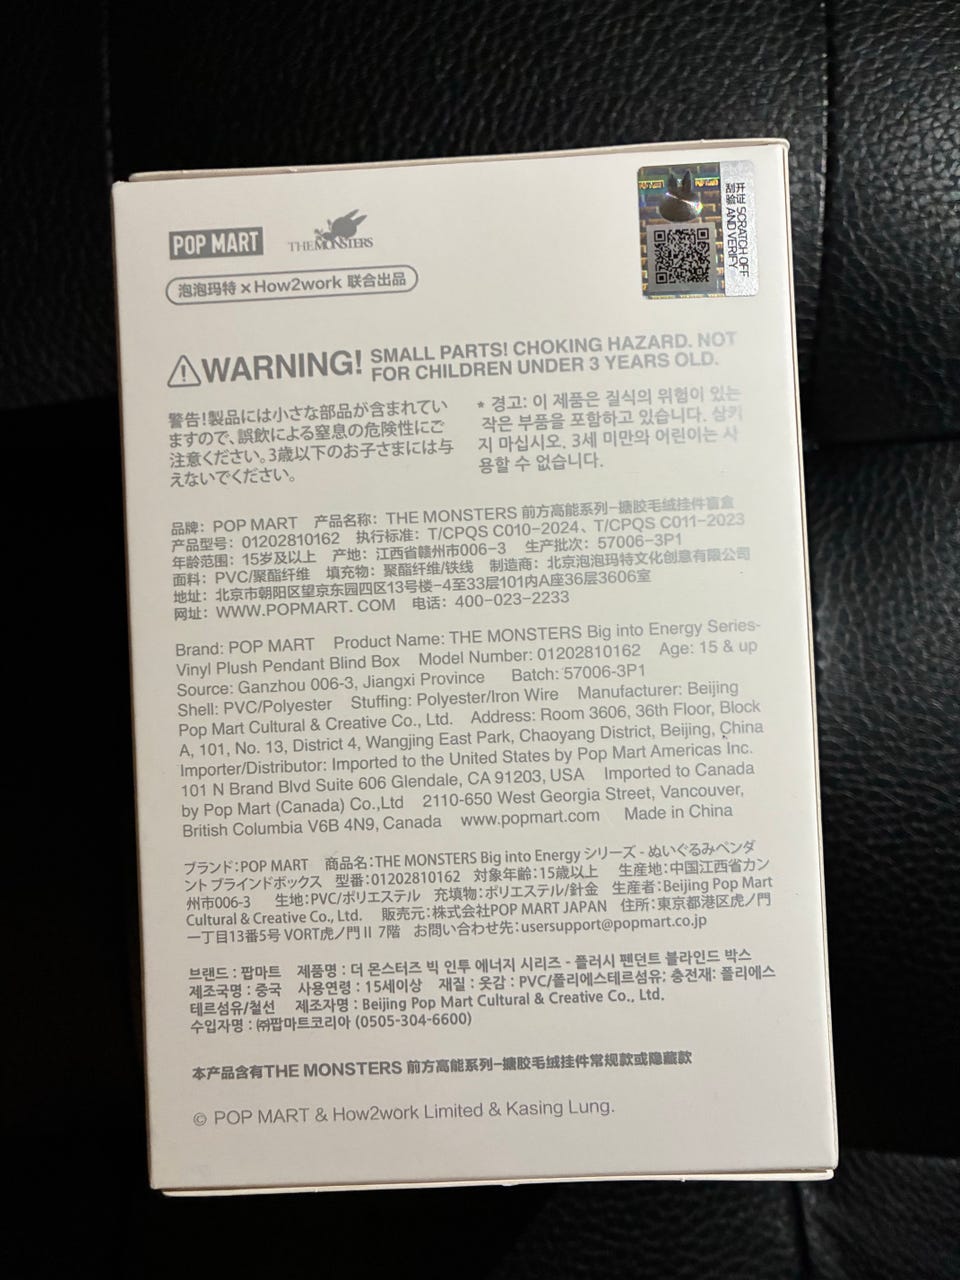 POP MART
THE MONSTERS
泡泡玛特 × How2work 联合出品
开启 SCRATCH OFF
刮奖 AND VERIFY
WARNING! SMALL PARTS! CHOKING HAZARD. NOT
FOR CHILDREN UNDER 3 YEARS OLD.
警告!製品には小さな部品が含まれてい
ますので、誤飲による窒息の危険性にご
注意ください。3歳以下のお子さまには与
えないでください。
* 경고: 이 제품은 질식의 위험이 있는
작은 부품을 포함하고 있습니다. 삼키
지 마십시오. 3세 미만의 어린이는 사
용할 수 없습니다.
品牌: POP MART 产品名称: THE MONSTERS 前方高能系列-搪胶毛绒挂件盲盒
产品型号: 01202810162 执行标准: T/CPQS C010-2024、T/CPQS C011-2023
年龄范围: 15岁及以上 产地: 江西省赣州市006-3 生产批次: 57006-3P1
面料: PVC/聚酯纤维 填充物: 聚酯纤维/铁线 制造商: 北京泡泡玛特文化创意有限公司
地址: 北京市朝阳区望京东园四区13号楼-4至33层101内A座36层3606室
网址: WWW.POPMART.COM 电话: 400-023-2233
Brand: POP MART Product Name: THE MONSTERS Big into Energy Series-
Vinyl Plush Pendant Blind Box Model Number: 01202810162 Age: 15 & up
Source: Ganzhou 006-3, Jiangxi Province Batch: 57006-3P1
Shell: PVC/Polyester Stuffing: Polyester/Iron Wire Manufacturer: Beijing
Pop Mart Cultural & Creative Co., Ltd. Address: Room 3606, 36th Floor, Block
A, 101, No. 13, District 4, Wangjing East Park, Chaoyang District, Beijing, China
Importer/Distributor: Imported to the United States by Pop Mart Americas Inc.
101 N Brand Blvd Suite 606 Glendale, CA 91203, USA Imported to Canada
by Pop Mart (Canada) Co.,Ltd 2110-650 West Georgia Street, Vancouver,
British Columbia V6B 4N9, Canada www.popmart.com Made in China
ブランド:POP MART 商品名:THE MONSTERS Big into Energy シリーズ - ぬいぐるみペンダ
ント ブラインドボックス 型番:01202810162 対象年齢:15歳以上 生産地:中国江西省カン
州市006-3 生地:PVC/ポリエステル 充填物:ポリエステル/針金 生産者:Beijing Pop Mart
Cultural & Creative Co., Ltd. 販売元:株式会社POP MART JAPAN 住所:東京都港区虎ノ門
一丁目13番5号 VORT虎ノ門Ⅱ 7階 お問い合わせ先:usersupport@popmart.co.jp
브랜드 : 팝마트 제품명 : 더 몬스터즈 빅 인투 에너지 시리즈 - 플러시 펜던트 블라인드 박스
제조국명 : 중국 사용연령 : 15세이상 재질 : 옷감 : PVC/폴리에스테르섬유; 충전재: 폴리에스
테르섬유/철선 제조자명 : Beijing Pop Mart Cultural & Creative Co., Ltd.
수입자명 : ㈜팝마트코리아 (0505-304-6600)
本产品含有THE MONSTERS 前方高能系列-搪胶毛绒挂件常规款或隐藏款
© POP MART & How2work Limited & Kasing Lung.